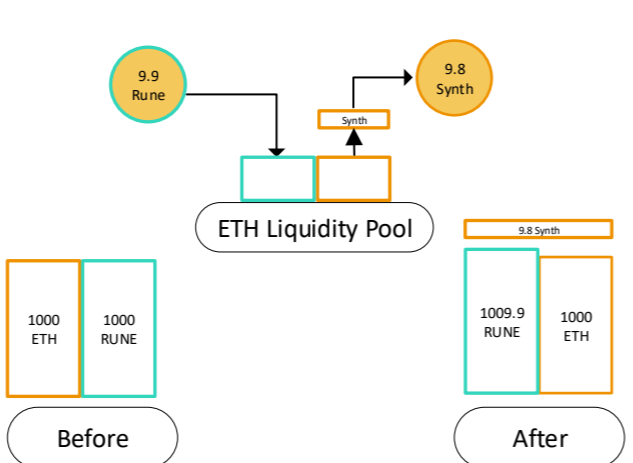 9.9
Rune
9.8
Synth
Synth
ETH Liquidity Pool
9.8 Synth
1000
ETH
1000
RUNE
1009.9
RUNE
1000
ETH
Before
After